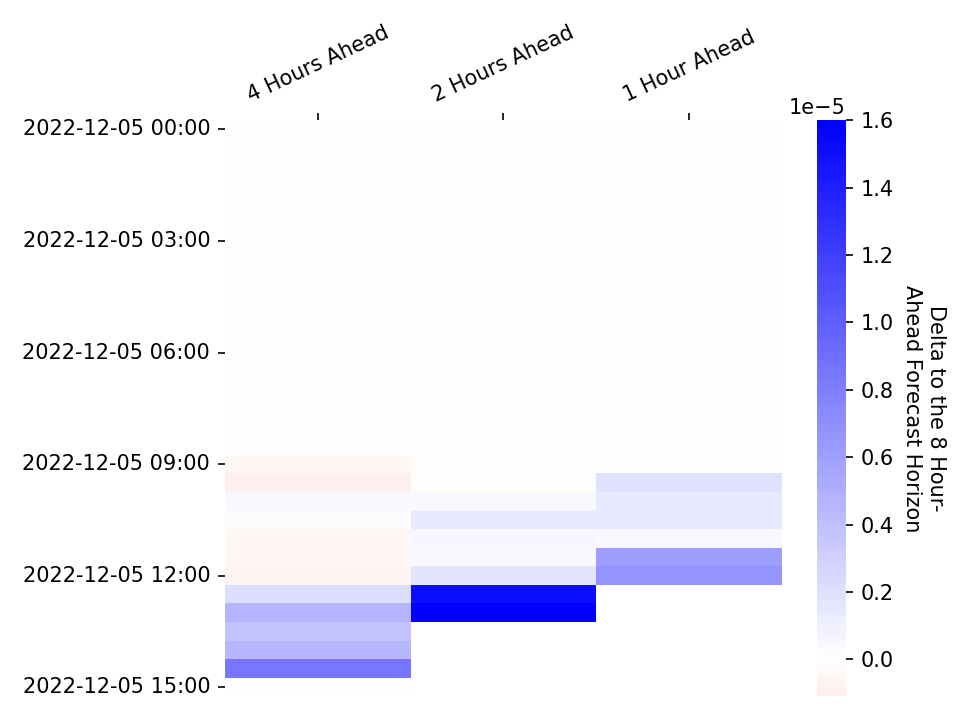 4 Hours Ahead
2 Hours Ahead
1 Hour Ahead
2022-12-05 00:00
2022-12-05 03:00
2022-12-05 06:00
2022-12-05 09:00
2022-12-05 12:00
2022-12-05 15:00
1e−5
1.6
1.4
1.2
1.0
0.8
0.6
0.4
0.2
0.0
Delta to the 8 Hour-
Ahead Forecast Horizon